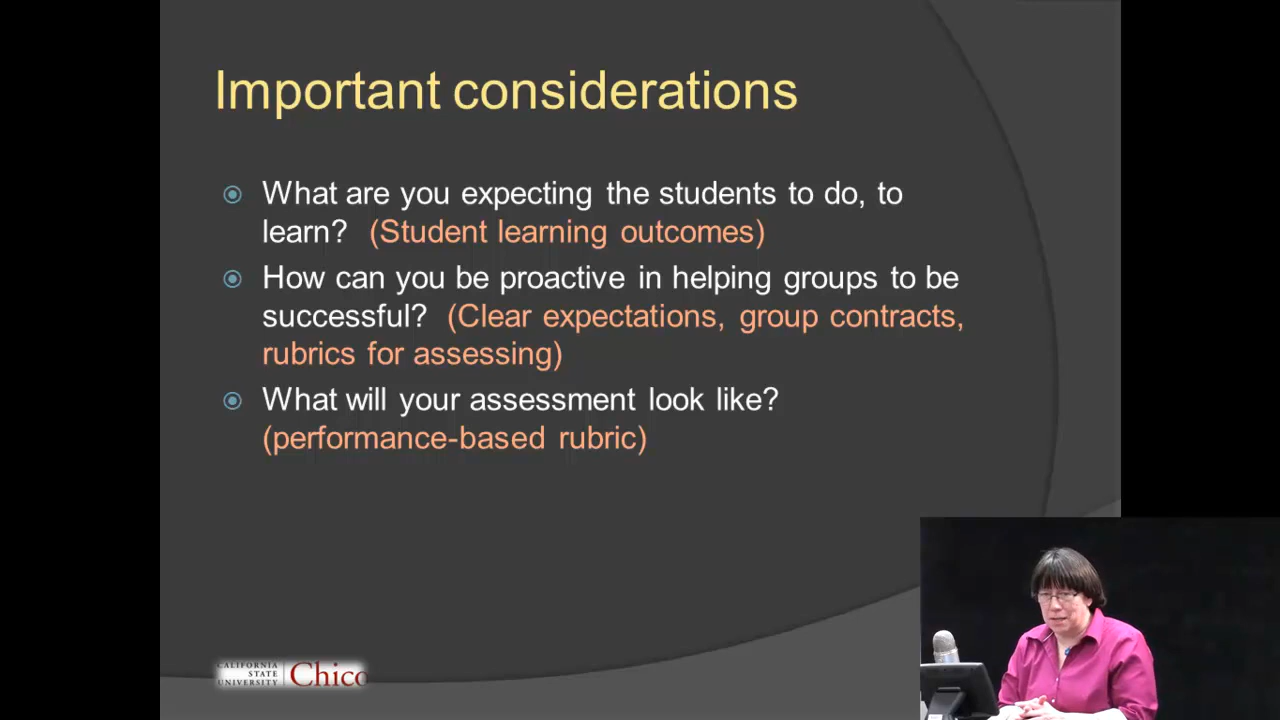 Important considerations
What are you expecting the students to do, to
learn? (Student learning outcomes)
How can you be proactive in helping groups to be
successful? (Clear expectations, group contracts,
rubrics for assessing)
What will your assessment look like?
(performance-based rubric)
CALIFORNIA
STATE
UNIVERSITY
Chico